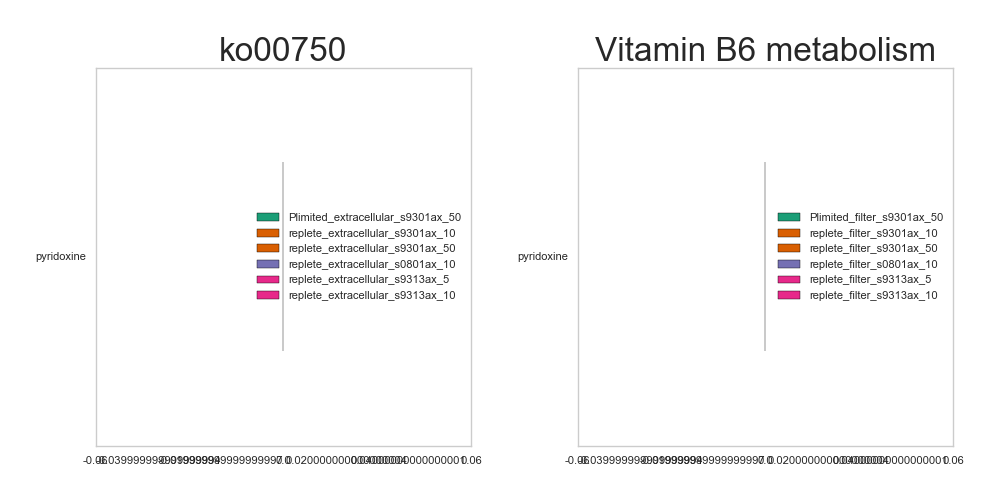 ko00750
Vitamin B6 metabolism
Plimited_extracellular_s9301ax_50
replete_extracellular_s9301ax_10
replete_extracellular_s9301ax_50
replete_extracellular_s0801ax_10
replete_extracellular_s9313ax_5
replete_extracellular_s9313ax_10
pyridoxine
Plimited_filter_s9301ax_50
replete_filter_s9301ax_10
replete_filter_s9301ax_50
replete_filter_s0801ax_10
replete_filter_s9313ax_5
replete_filter_s9313ax_10
pyridoxine
0.06
0.06